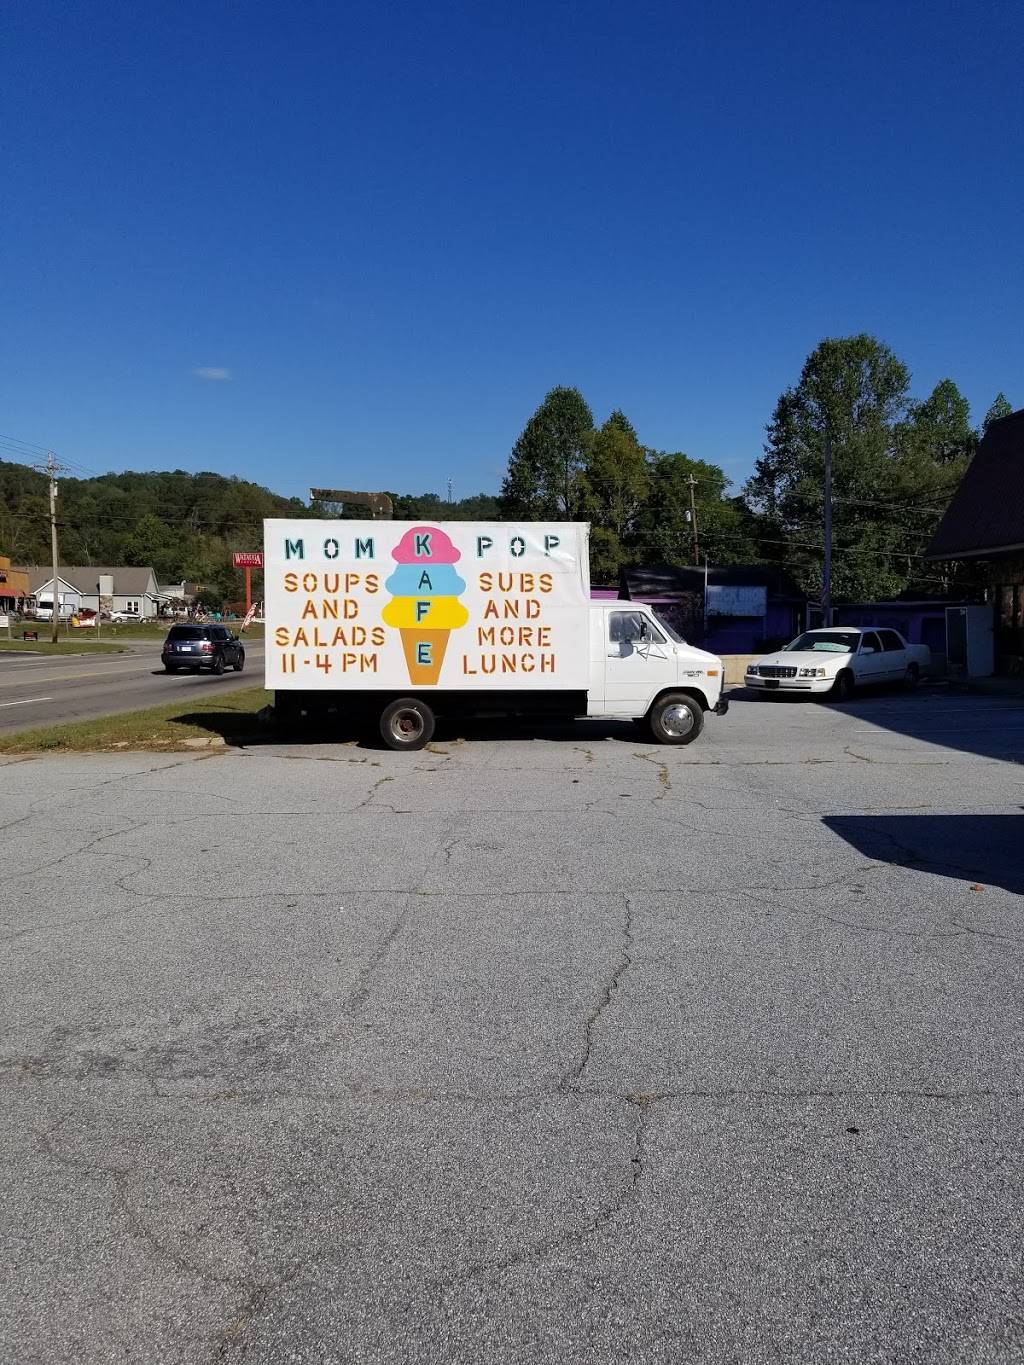 MOM K POP
A
F
E
SOUPS
AND
SALADS
11-4 PM
SUBS
AND
MORE
LUNCH